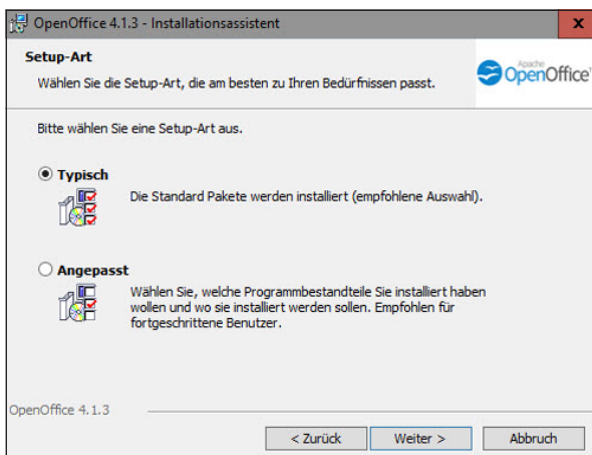 OpenOffice 4.1.3 - Installationsassistent
Setup-Art
Wählen Sie die Setup-Art, die am besten zu Ihren Bedürfnissen passt.
Apache
OpenOffice™
Bitte wählen Sie eine Setup-Art aus.
Typisch
Die Standard Pakete werden installiert (empfohlene Auswahl).
Angepasst
Wählen Sie, welche Programmbestandteile Sie installiert haben
wollen und wo sie installiert werden sollen. Empfohlen für
fortgeschrittene Benutzer.
OpenOffice 4.1.3
< Zurück
Weiter >
Abbruch